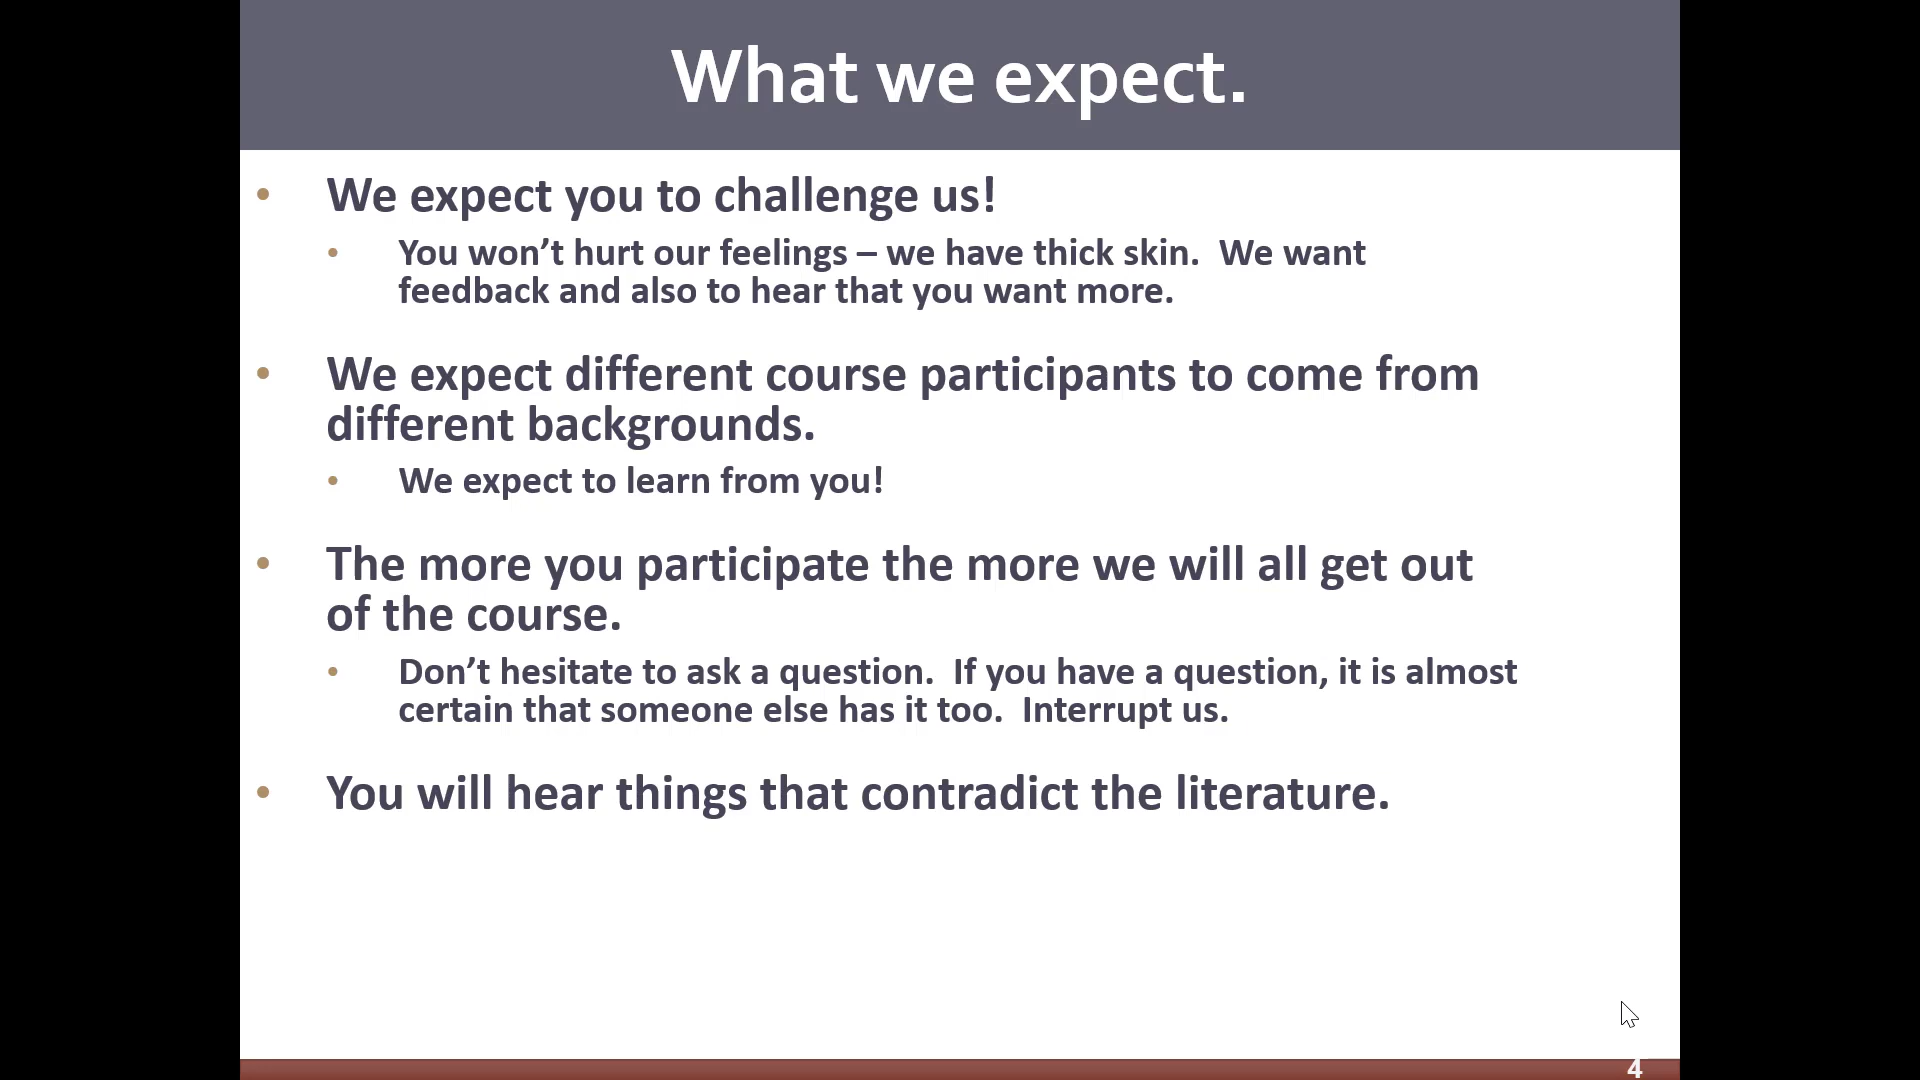 What we expect.
• We expect you to challenge us!
• You won’t hurt our feelings – we have thick skin.  We want
feedback and also to hear that you want more.
• We expect different course participants to come from
different backgrounds.
• We expect to learn from you!
• The more you participate the more we will all get out
of the course.
• Don’t hesitate to ask a question.  If you have a question, it is almost
certain that someone else has it too.  Interrupt us.
• You will hear things that contradict the literature.
4